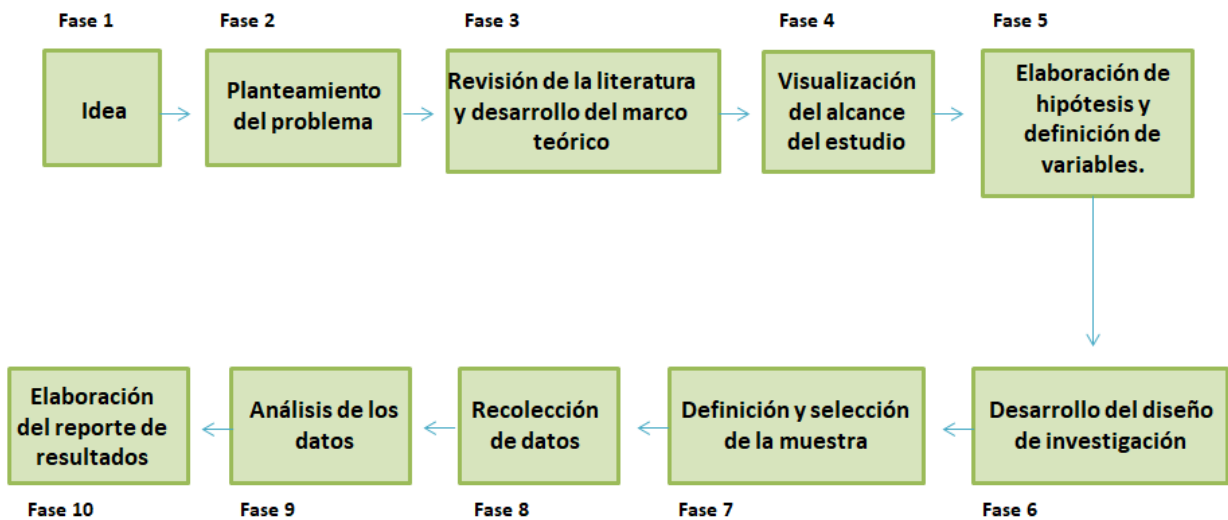 Fase 1
Idea
Fase 2
Planteamiento
del problema
Fase 3
Revisión de la literatura
y desarrollo del marco
teórico
Fase 4
Visualización
del alcance
del estudio
Fase 5
Elaboración de
hipótesis y
definición de
variables.
Desarrollo del diseño
de investigación
Fase 6
Definición y selección
de la muestra
Fase 7
Recolección
de datos
Fase 8
Análisis de los
datos
Fase 9
Elaboración
del reporte de
resultados
Fase 10